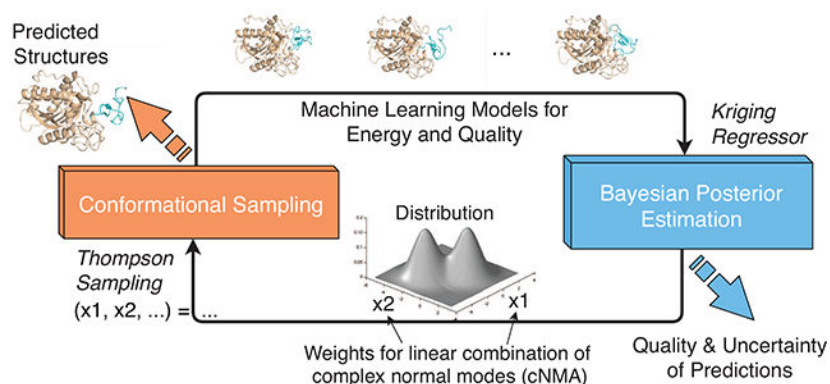 Predicted
Structures
...
Machine Learning Models for
Energy and Quality
Kriging
Regressor
Conformational Sampling
Bayesian Posterior
Estimation
Distribution
Thompson
Sampling
(x1, x2, ...) = ...
x2
x1
Weights for linear combination of
complex normal modes (cNMA)
Quality & Uncertainty
of Predictions